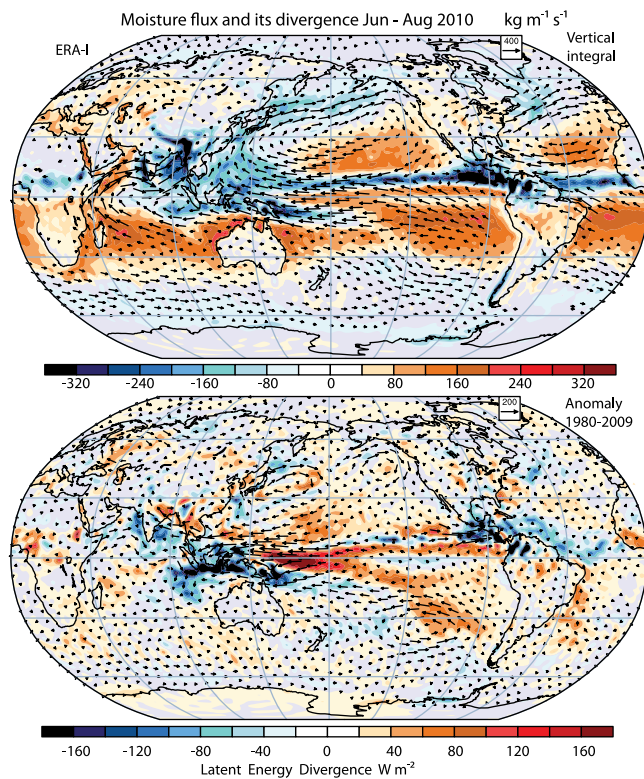 Moisture flux and its divergence Jun - Aug 2010 kg m⁻¹ s⁻¹
ERA-I
400
Vertical
integral
-320 -240 -160 -80 0 80 160 240 320
200
Anomaly
1980-2009
-160 -120 -80 -40 0 40 80 120 160
Latent Energy Divergence W m⁻²